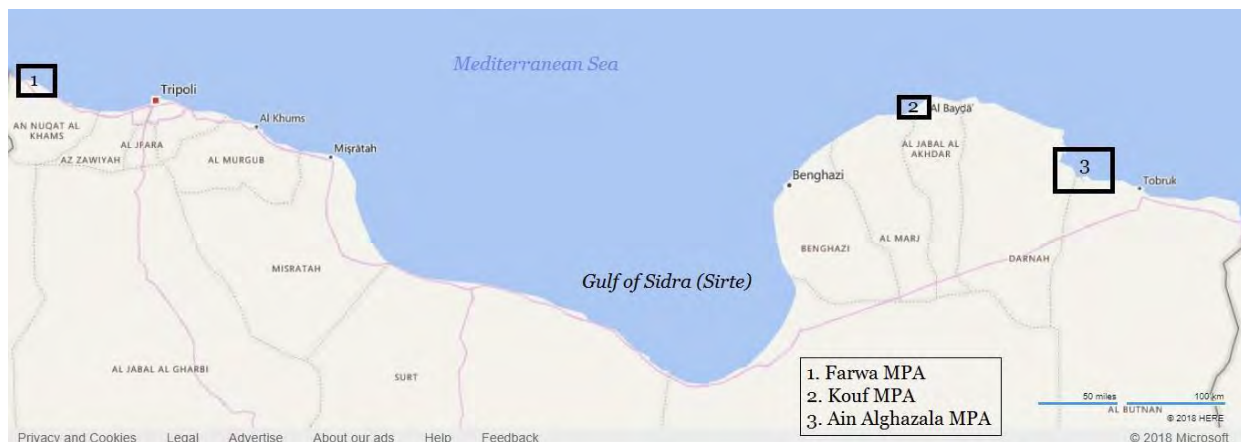 Mediterranean Sea
1
Tripoli
2
Al Bayḑā'
AN NUQAT AL
KHAMS
AL JFARA
Al Khums
AZ ZAWIYAH
AL MURGUB
Mişrātah
AL JABAL AL
AKHDAR
3
Benghazi
Tobruk
BENGHAZI
AL MARJ
DARNAH
MISRATAH
Gulf of Sidra (Sirte)
AL JABAL AL GHARBI
SURT
1. Farwa MPA
2. Kouf MPA
3. Ain Alghazala MPA
50 miles
100 km
AL BUTNAN
© 2018 HERE
Privacy and Cookies Legal Advertise About our ads Help Feedback
© 2018 Microsoft